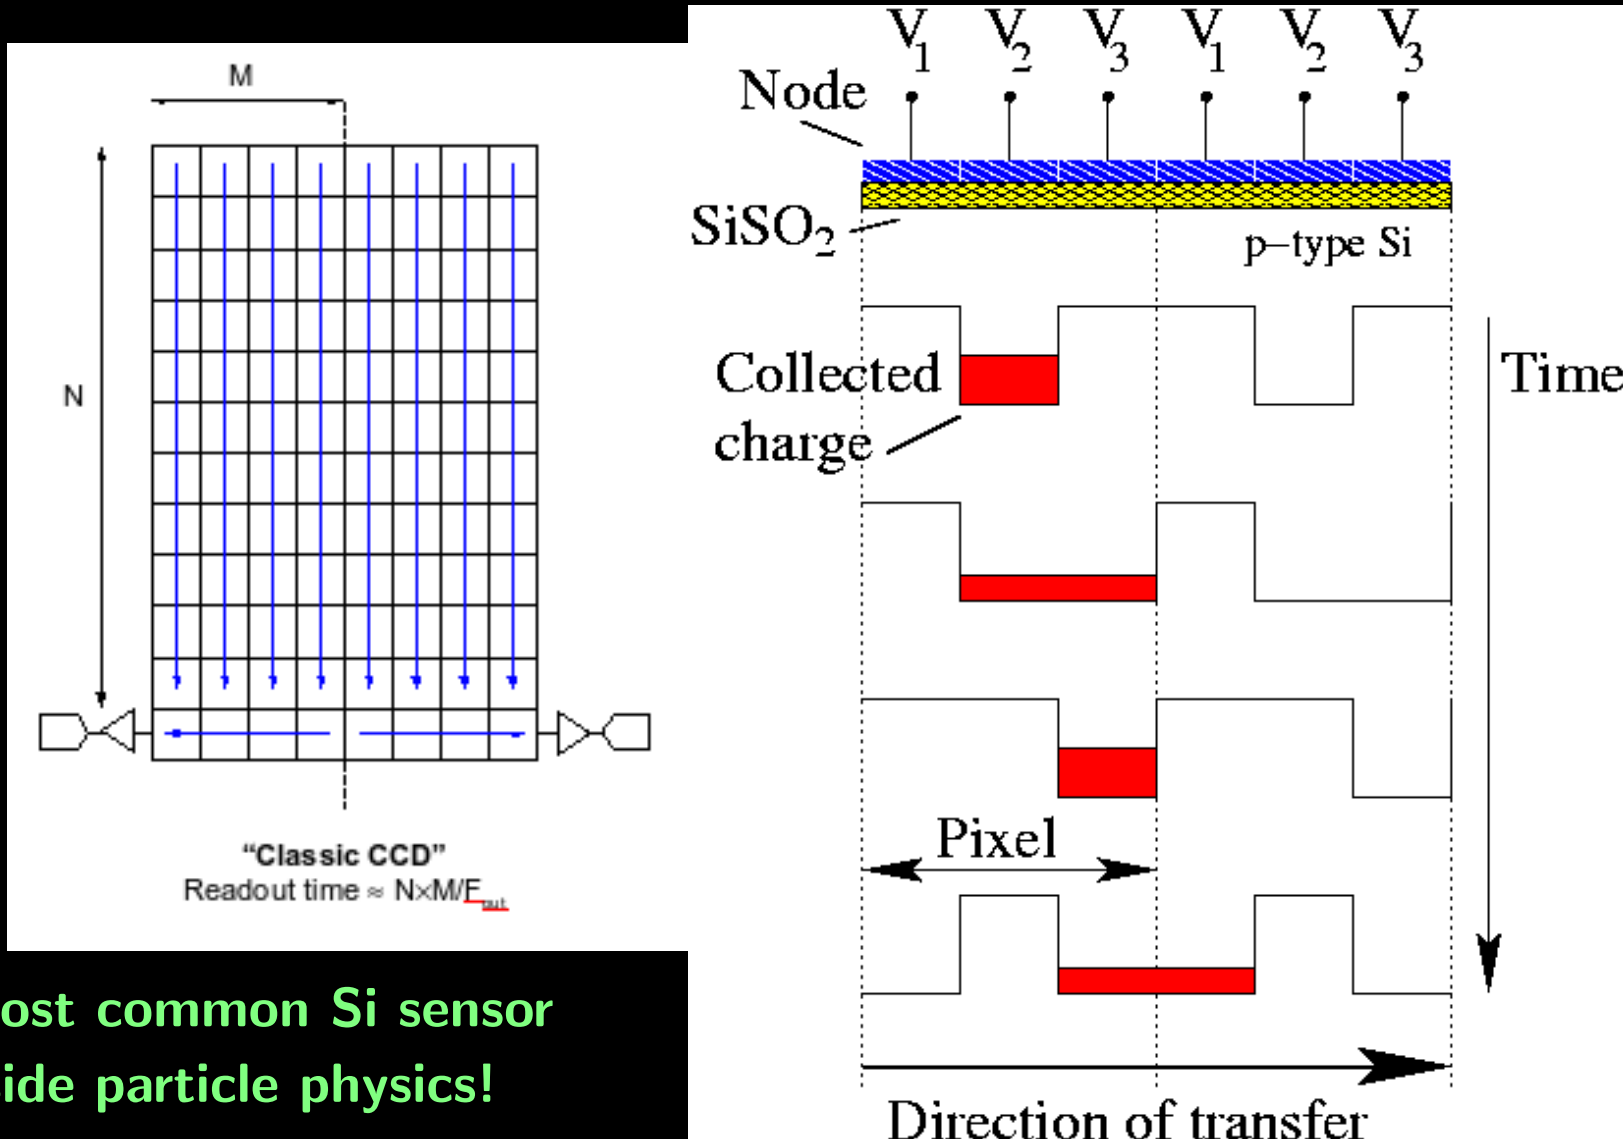 M
N
“Classic CCD”
Readout time ≈ N×M/Fout
ost common Si sensor
ide particle physics!
V1 V2 V3 V1 V2 V3
Node
SiSO2
p–type Si
Collected
charge
Time
Pixel
Direction of transfer